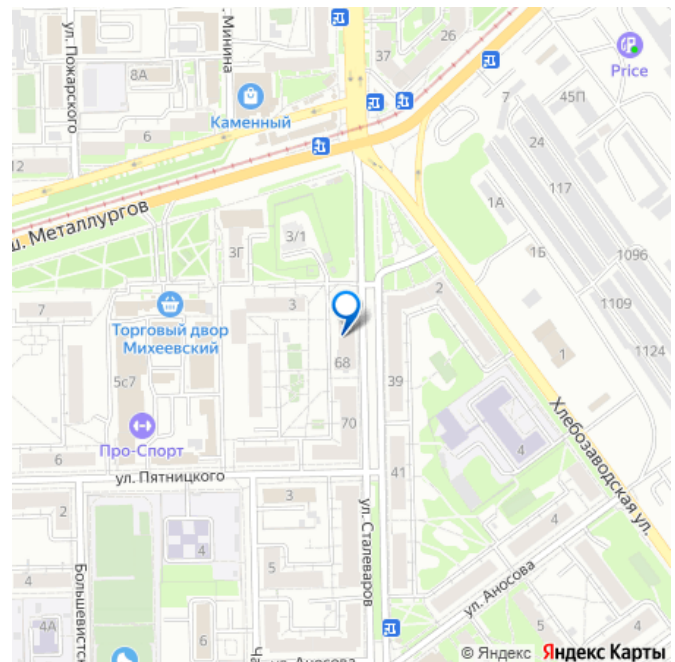 ул. Пожарского
Минина
26
37
Price
8А
Каменный
45П
7
6
24
12
117
ш. Металлургов
1А
3/1
3Г
1Б
1096
2
7
3
1109
Торговый двор
Михеевский
1124
68
1
5с7
39
Хлебозаводская ул.
70
Про-Спорт
4
6
41
ул. Пятницкого
2
3
4
4
ул. Сталеваров
5
Большевистс
4
ул. Аносова
4А
6
5
4
Ча
ул. Аносова
© Яндекс Яндекс Карты